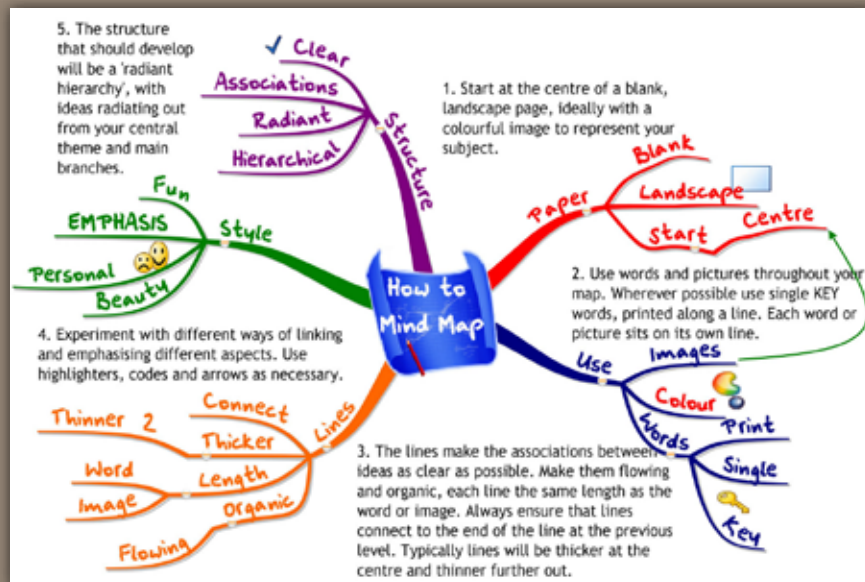 5. The structure
that should develop
will be a 'radiant
hierarchy', with
ideas radiating out
from your central
theme and main
branches.
Clear
Associations
Radiant
Hierarchical
Structure
1. Start at the centre of a blank,
landscape page, ideally with a
colourful image to represent your
subject.
Paper
Blank
Landscape
Start
Centre
Fun
EMPHASIS
Personal
Beauty
Style
How to
Mind Map
2. Use words and pictures throughout your
map. Wherever possible use single KEY
words, printed along a line. Each word or
picture sits on its own line.
Use
Images
Colour
Words
Print
Single
Key
4. Experiment with different ways of linking
and emphasising different aspects. Use
highlighters, codes and arrows as necessary.
Lines
Connect
Thinner 2
Thicker
Word
Image
Length
Organic
Flowing
3. The lines make the associations between
ideas as clear as possible. Make them flowing
and organic, each line the same length as the
word or image. Always ensure that lines
connect to the end of the line at the previous
level. Typically lines will be thicker at the
centre and thinner further out.